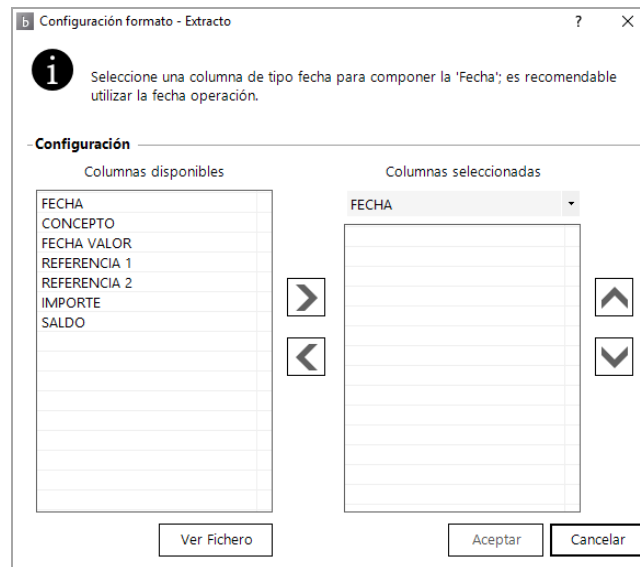 b Configuración formato - Extracto ? X
i
Seleccione una columna de tipo fecha para componer la 'Fecha'; es recomendable
utilizar la fecha operación.
Configuración
Columnas disponibles
FECHA
CONCEPTO
FECHA VALOR
REFERENCIA 1
REFERENCIA 2
IMPORTE
SALDO
Columnas seleccionadas
FECHA
Ver Fichero
Aceptar
Cancelar